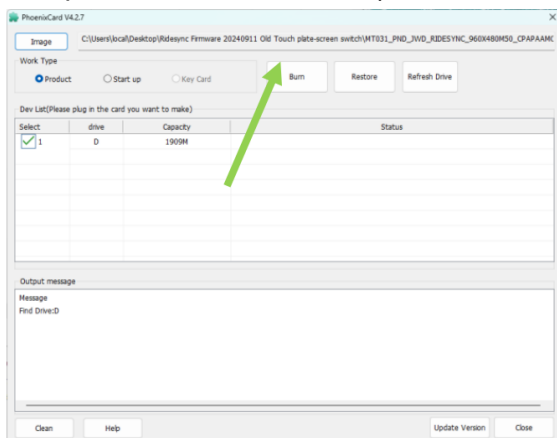 PhoenixCard V4.2.7
Image C:\Users\local\Desktop\Ridesync Firmware 20240911 Old Touch plate-screen switch\MT031_PND_JWD_RIDESYNC_960X480M50_CPAPAAMC
Work Type
Product Start up Key Card Burn Restore Refresh Drive
Dev List(Please plug in the card you want to make)
Select drive Capacity Status
1 D 1909M
Output message
Message
Find Drive:D
Clean Help Update Version Close